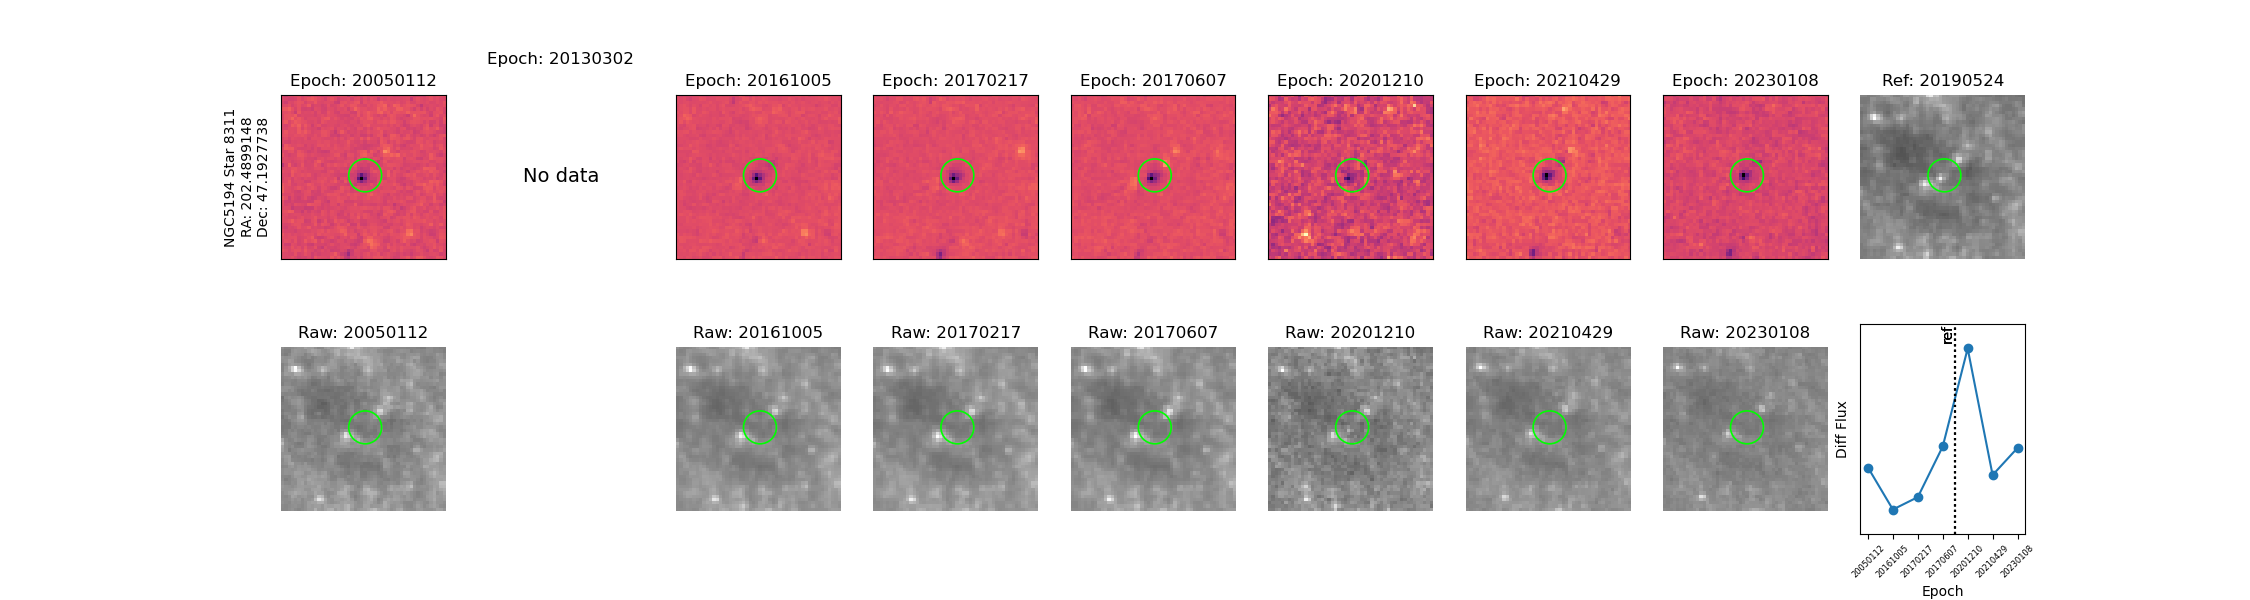 Epoch: 20130302
Epoch: 20050112
Epoch: 20161005
Epoch: 20170217
Epoch: 20170607
Epoch: 20201210
Epoch: 20210429
Epoch: 20230108
Ref: 20190524
NGC5194 Star 8311
RA: 202.4899148
Dec: 47.1927738
No data
Raw: 20050112
Raw: 20161005
Raw: 20170217
Raw: 20170607
Raw: 20201210
Raw: 20210429
Raw: 20230108
ref
Diff Flux
20050112
20161005
20170217
20170607
20201210
20210429
20230108
Epoch